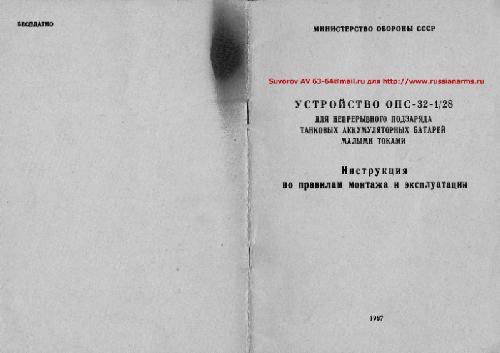 БЕСПЛАТНО
МИНИСТЕРСТВО ОБОРОНЫ СССР
Suvorov AV 63-64@mail.ru для http://www.russianarms.ru
УСТРОЙСТВО ОПС-32-1/28
ДЛЯ НЕПРЕРЫВНОГО ПОДЗАРЯДА
ТАНКОВЫХ АККУМУЛЯТОРНЫХ БАТАРЕЙ
МАЛЫМИ ТОКАМИ
Инструкция
по правилам монтажа и эксплуатации
1967